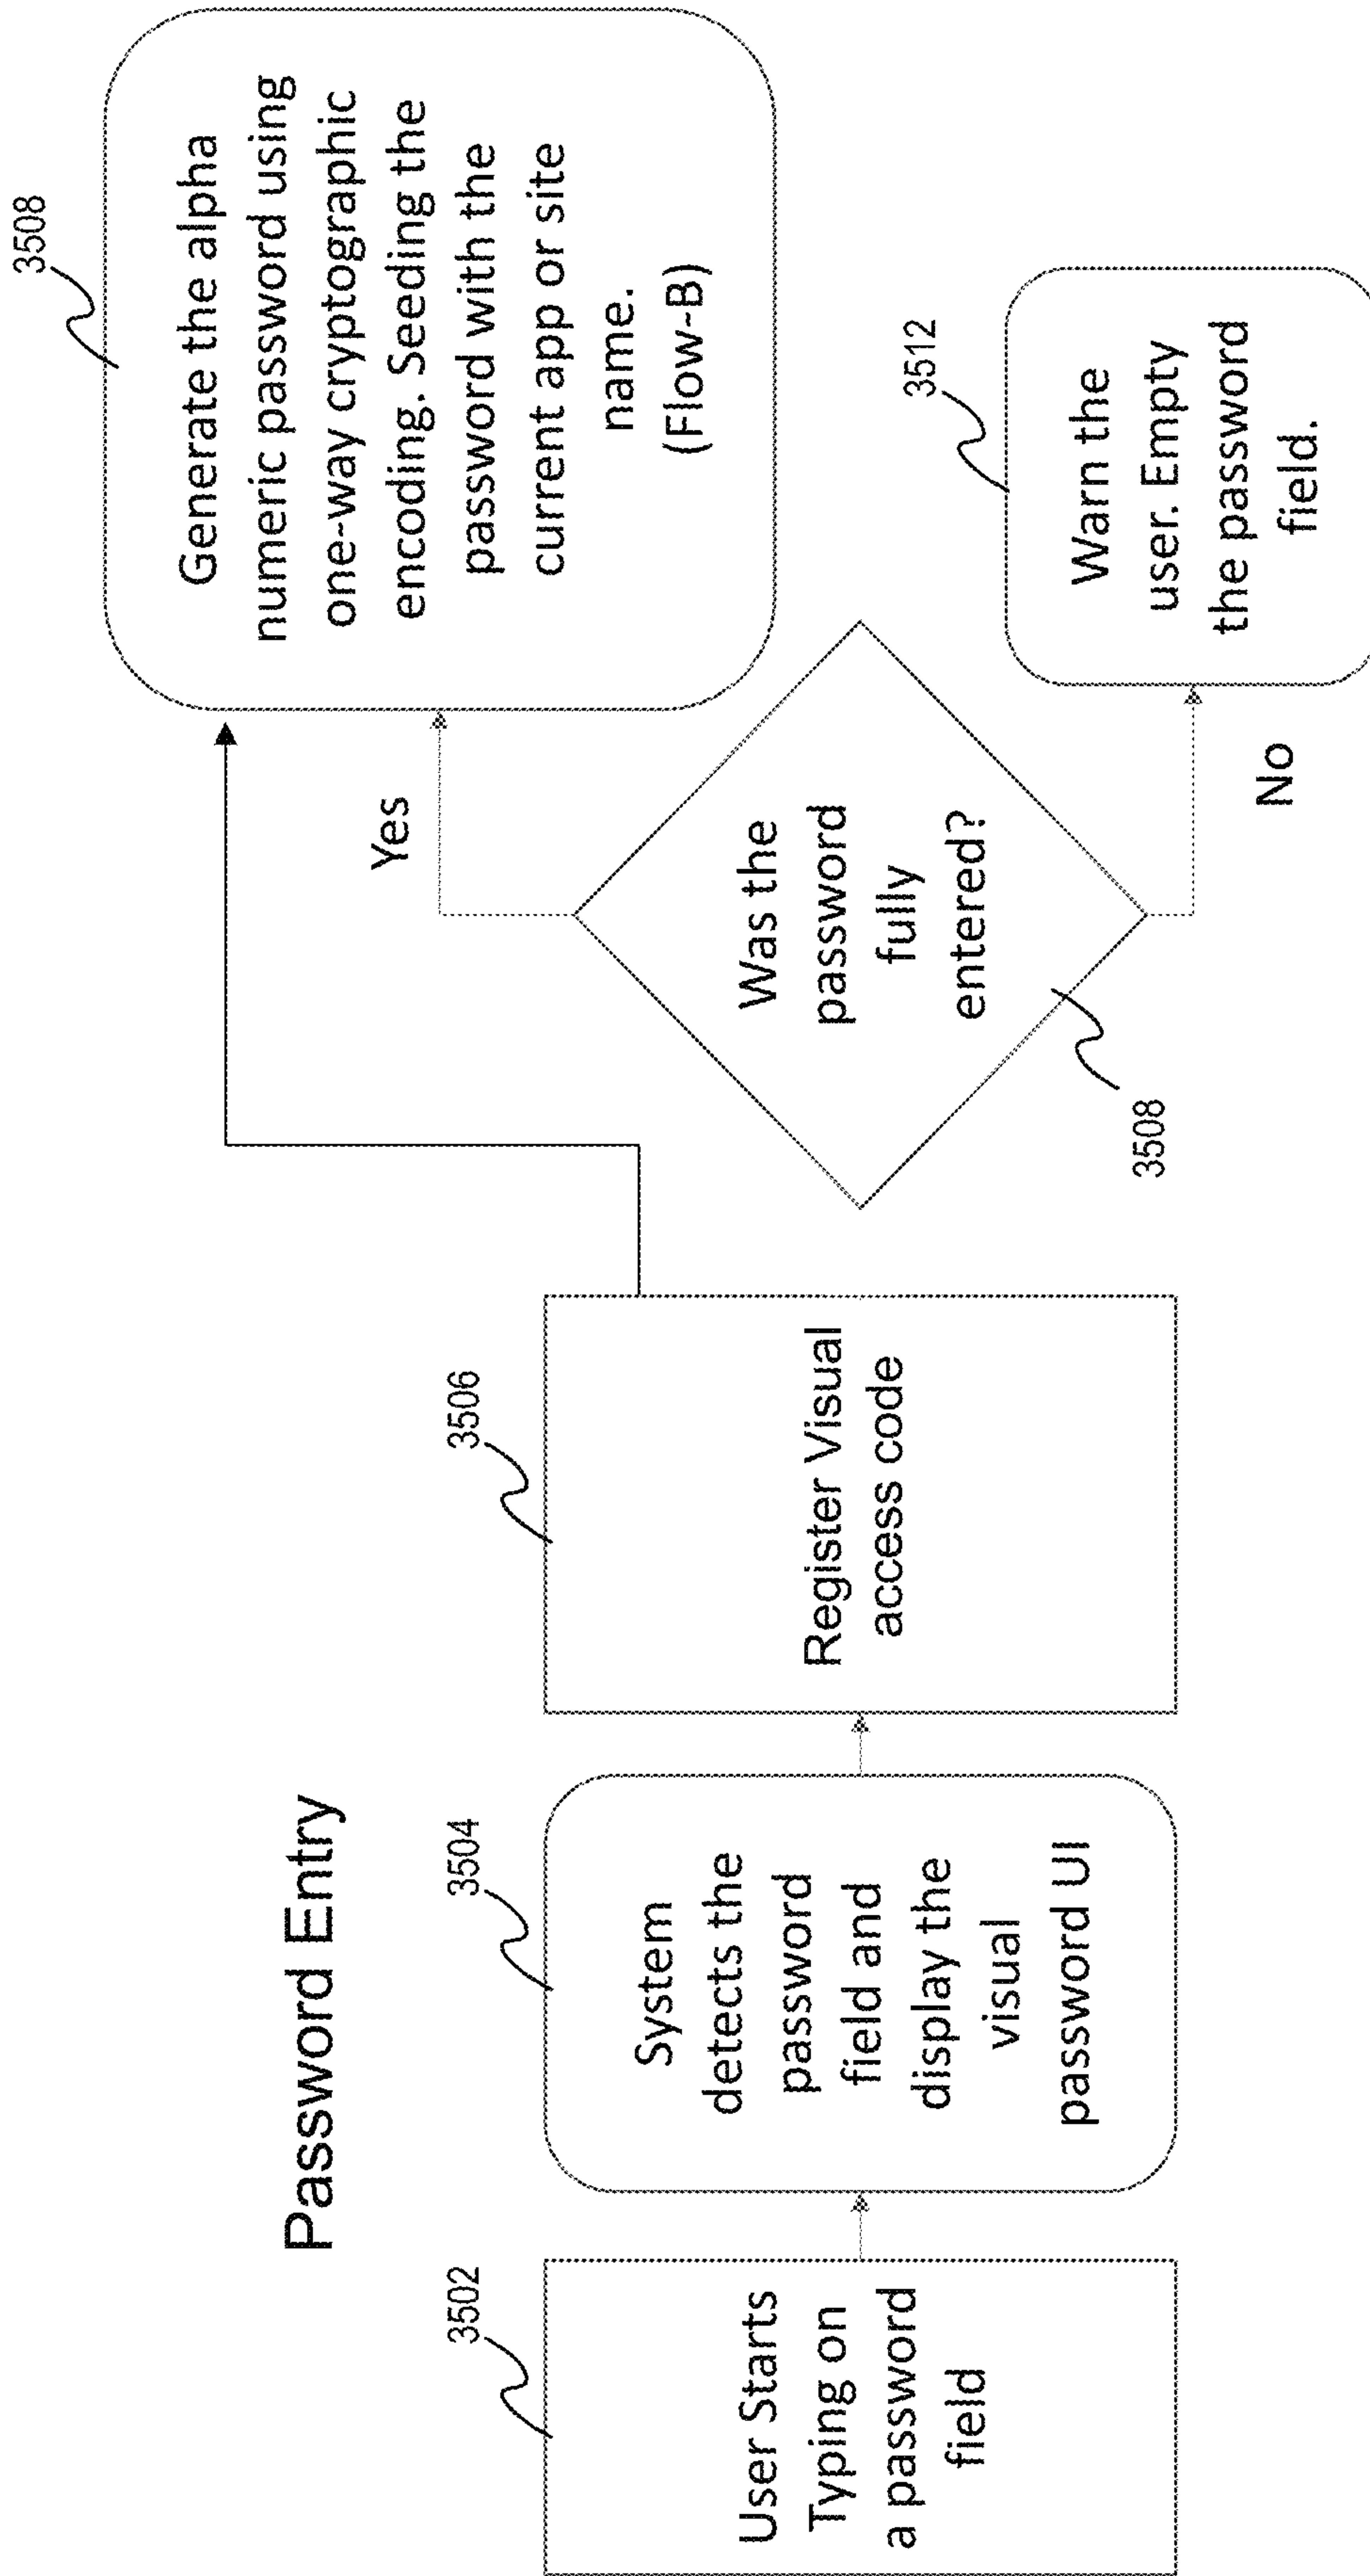 Password Entry
3502
User Starts
Typing on
a password
field
3504
System
detects the
password
field and
display the
visual
password UI
3506
Register Visual
access code
3508
Was the
password
fully
entered?
Yes
No
3508
Generate the alpha
numeric password using
one-way cryptographic
encoding. Seeding the
password with the
current app or site
name.
(Flow-B)
3512
Warn the
user. Empty
the password
field.